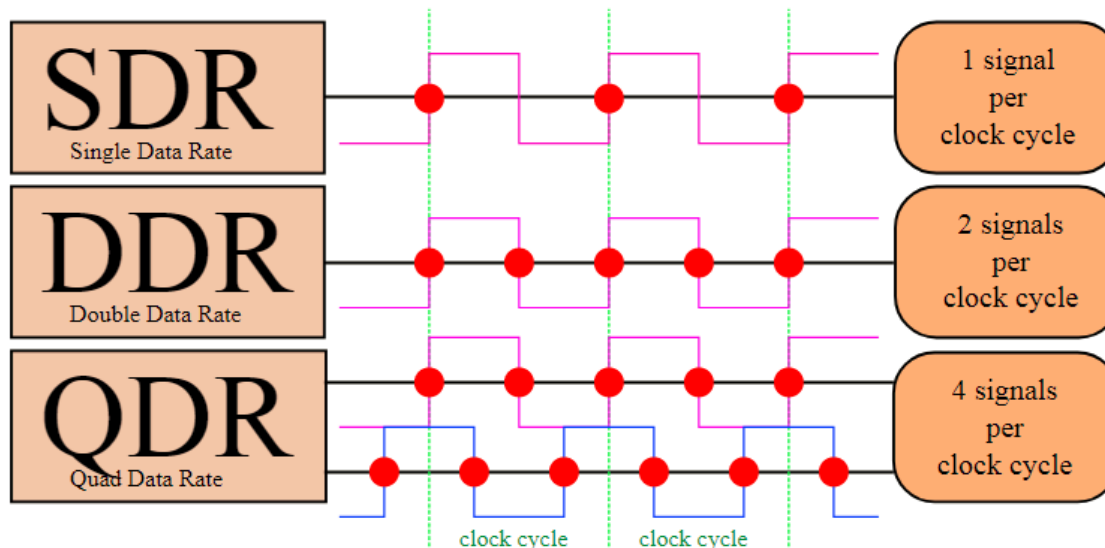 SDR
Single Data Rate
1 signal
per
clock cycle
DDR
Double Data Rate
2 signals
per
clock cycle
QDR
Quad Data Rate
4 signals
per
clock cycle
clock cycle
clock cycle